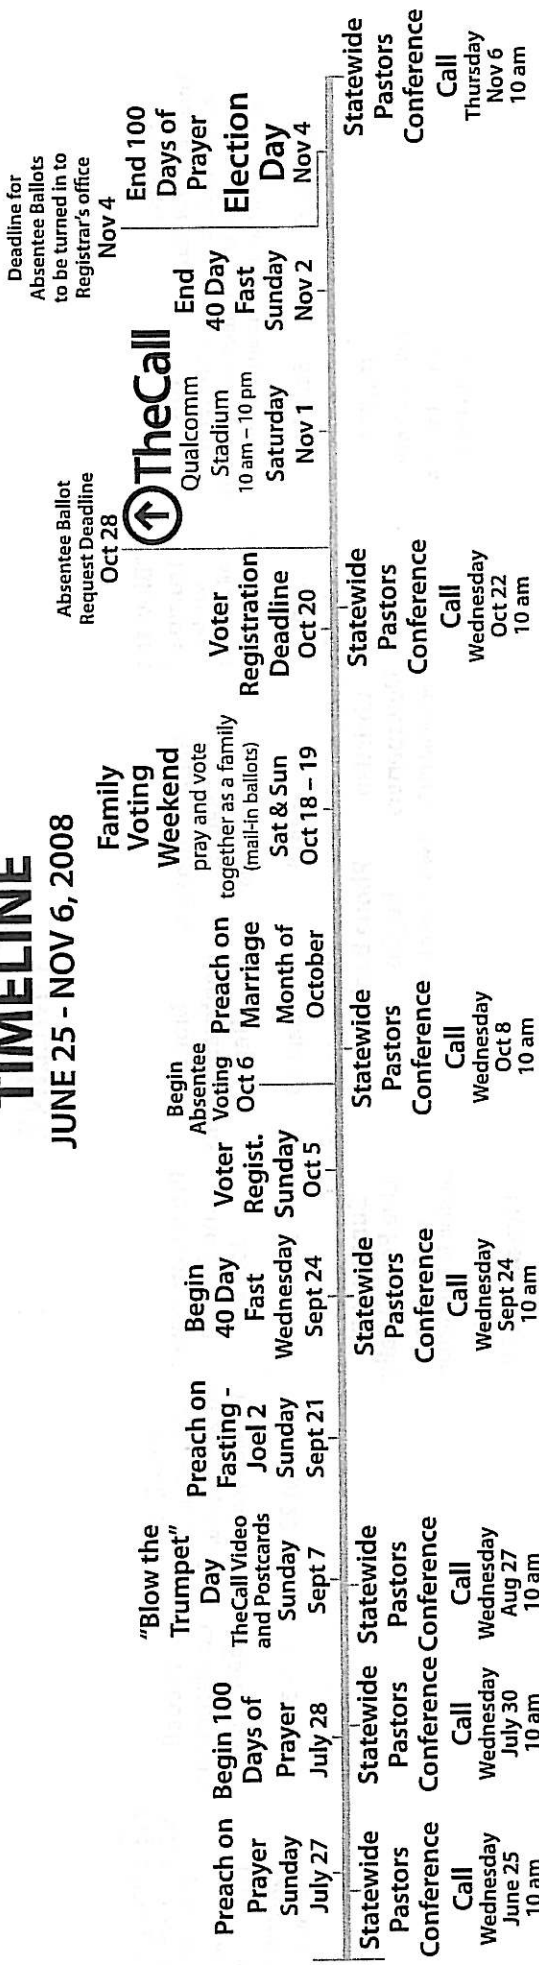 TIMELINE
JUNE 25 - NOV 6, 2008
Preach on
Prayer
Sunday
July 27
Begin 100
Days of
Prayer
July 28
"Blow the
Trumpet"
Day
TheCall Video
and Postcards
Sunday
Sept 7
Preach on
Fasting -
Joel 2
Sunday
Sept 21
Begin
40 Day
Fast
Wednesday
Sept 24
Voter
Regist.
Sunday
Oct 5
Begin
Absentee
Voting
Oct 6
Preach on
Marriage
Month of
October
Family
Voting
Weekend
pray and vote
together as a family
(mail-in ballots)
Sat & Sun
Oct 18 – 19
Voter
Registration
Deadline
Oct 20
Absentee Ballot
Request Deadline
Oct 28
TheCall
Qualcomm
Stadium
10 am – 10 pm
Saturday
Nov 1
End
40 Day
Fast
Sunday
Nov 2
Deadline for
Absentee Ballots
to be turned in to
Registrar's office
Nov 4
End 100
Days of
Prayer
Election
Day
Nov 4
Statewide
Pastors
Conference
Call
Wednesday
June 25
10 am
Statewide
Pastors
Conference
Call
Wednesday
July 30
10 am
Statewide
Pastors
Conference
Call
Wednesday
Aug 27
10 am
Statewide
Pastors
Conference
Call
Wednesday
Sept 24
10 am
Statewide
Pastors
Conference
Call
Wednesday
Oct 8
10 am
Statewide
Pastors
Conference
Call
Wednesday
Oct 22
10 am
Statewide
Pastors
Conference
Call
Thursday
Nov 6
10 am